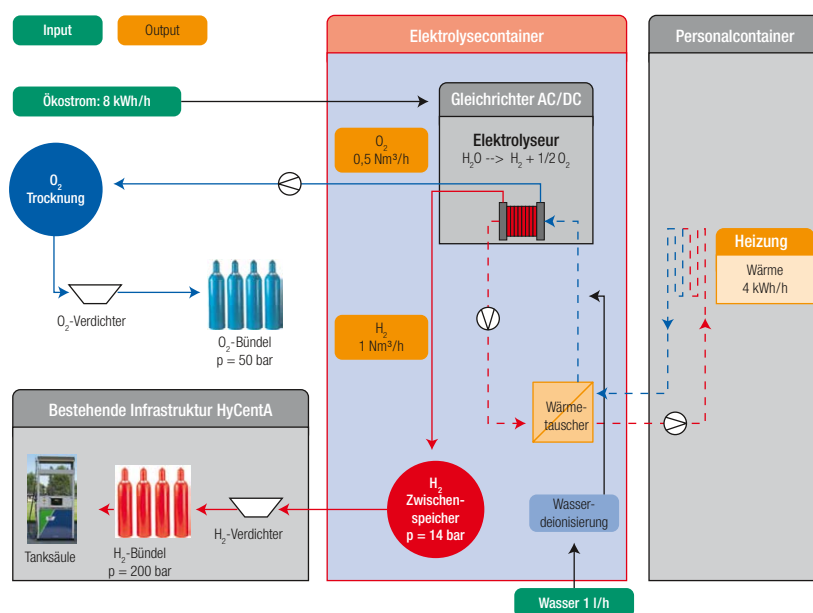 Input
Output
Elektrolysecontainer
Personalcontainer
Ökostrom: 8 kWh/h
Gleichrichter AC/DC
O₂
0,5 Nm³/h
Elektrolyseur
H₂O --> H₂ + 1/2 O₂
O₂
Trocknung
Heizung
Wärme
4 kWh/h
O₂-Verdichter
O₂-Bündel
p = 50 bar
H₂
1 Nm³/h
Bestehende Infrastruktur HyCentA
Wärme-
tauscher
H₂
Zwischen-
speicher
p = 14 bar
Wasser-
deionisierung
Tanksäule
H₂-Bündel
p = 200 bar
H₂-Verdichter
Wasser 1 l/h